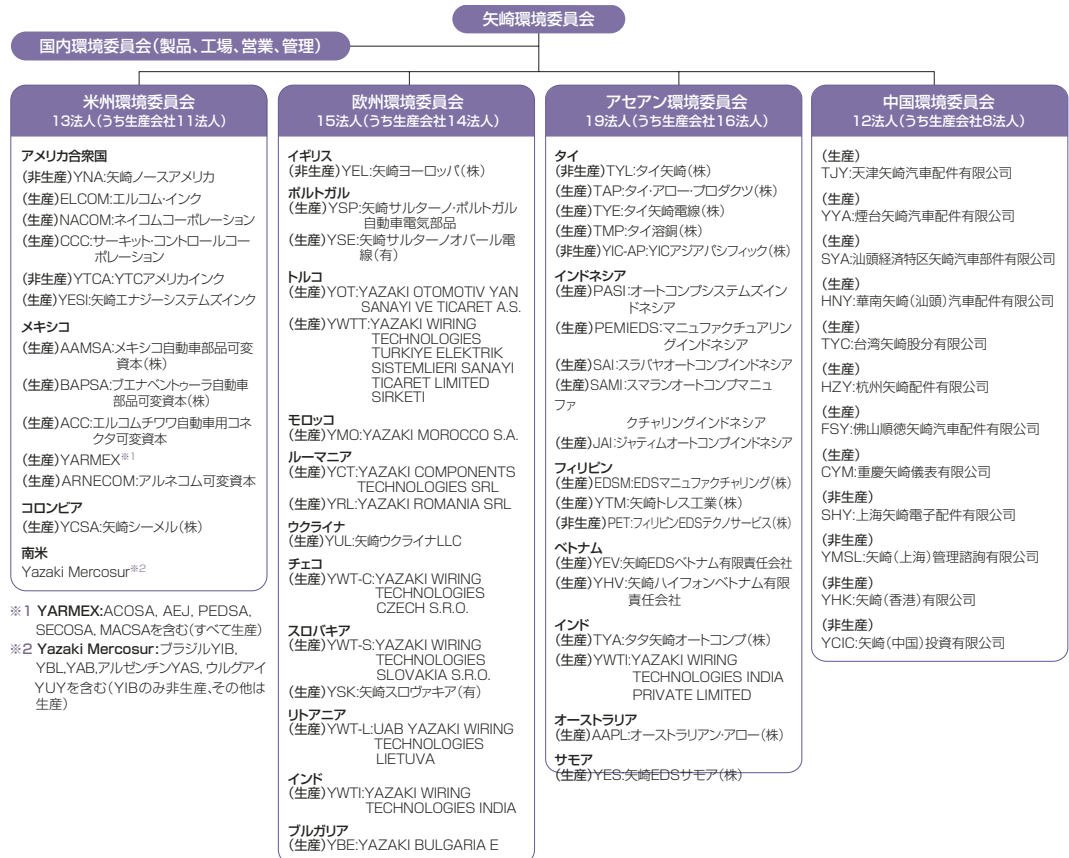 矢崎環境委員会
国内環境委員会（製品、工場、営業、管理）
米州環境委員会
13法人（うち生産会社11法人）
アメリカ合衆国
（非生産）YNA:矢崎ノースアメリカ
（生産）ELCOM:エルコム・インク
（生産）NACOM:ネイコムコーポレーション
（生産）CCC:サーキット・コントロールコー
ポレーション
（非生産）YTCA:YTCアメリカインク
（生産）YESI:矢崎エナジーシステムズインク
メキシコ
（生産）AAMSA:メキシコ自動車部品可変
資本（株）
（生産）BAPSA:ブエナベントゥーラ自動車
部品可変資本（株）
（生産）ACC:エルコムチワワ自動車用コネ
クタ可変資本
（生産）YARMEX※1
（生産）ARNECOM:アルネコム可変資本
コロンビア
（生産）YCSA:矢崎シーメル（株）
南米
Yazaki Mercosur※2
※1 YARMEX:ACOSA, AEJ, PEDSA,
SECOSA, MACSAを含む（すべて生産）
※2 Yazaki Mercosur:ブラジルYIB,
YBL,YAB,アルゼンチンYAS, ウルグアイ
YUYを含む（YIBのみ非生産、その他は
生産）
欧州環境委員会
15法人（うち生産会社14法人）
イギリス
（非生産）YEL:矢崎ヨーロッパ（株）
ポルトガル
（生産）YSP:矢崎サルターノ・ポルトガル
自動車電気部品
（生産）YSE:矢崎サルターノオバール電
線（有）
トルコ
（生産）YOT:YAZAKI OTOMOTIV YAN
SANAYI VE TICARET A.S.
（生産）YWTT:YAZAKI WIRING
TECHNOLOGIES
TURKIYE ELEKTRIK
SISTEMLIERI SANAYI
TICARET LIMITED
SIRKETI
モロッコ
（生産）YMO:YAZAKI MOROCCO S.A.
ルーマニア
（生産）YCT:YAZAKI COMPONENTS
TECHNOLOGIES SRL
（生産）YRL:YAZAKI ROMANIA SRL
ウクライナ
（生産）YUL:矢崎ウクライナLLC
チェコ
（生産）YWT-C:YAZAKI WIRING
TECHNOLOGIES
CZECH S.R.O.
スロバキア
（生産）YWT-S:YAZAKI WIRING
TECHNOLOGIES
SLOVAKIA S.R.O.
（生産）YSK:矢崎スロヴァキア（有）
リトアニア
（生産）YWT-L:UAB YAZAKI WIRING
TECHNOLOGIES
LIETUVA
インド
（生産）YWTI:YAZAKI WIRING
TECHNOLOGIES INDIA
ブルガリア
（生産）YBE:YAZAKI BULGARIA E
アセアン環境委員会
19法人（うち生産会社16法人）
タイ
（非生産）TYL:タイ矢崎（株）
（生産）TAP:タイ・アロー・プロダクツ（株）
（生産）TYE:タイ矢崎電線（株）
（生産）TMP:タイ溶銅（株）
（非生産）YIC-AP:YICアジアパシフィック（株）
インドネシア
（生産）PASI:オートコンプシステムズイン
ドネシア
（生産）PEMIEDS:マニュファクチュアリン
グインドネシア
（生産）SAI:スラバヤオートコンプインドネシア
（生産）SAMI:スマランオートコンプマニュ
ファ
クチャリングインドネシア
（生産）JAI:ジャティムオートコンプインドネシア
フィリピン
（生産）EDSM:EDSマニュファクチャリング（株）
（生産）YTM:矢崎トレス工業（株）
（非生産）PET:フィリピンEDSテクノサービス（株）
ベトナム
（生産）YEV:矢崎EDSベトナム有限責任会社
（生産）YHV:矢崎ハイフォンベトナム有限
責任会社
インド
（生産）TYA:タタ矢崎オートコンプ（株）
（生産）YWTI:YAZAKI WIRING
TECHNOLOGIES INDIA
PRIVATE LIMITED
オーストラリア
（生産）AAPL:オーストラリアン・アロー（株）
サモア
（生産）YES:矢崎EDSサモア（株）
中国環境委員会
12法人（うち生産会社8法人）
（生産）
TJY:天津矢崎汽車配件有限公司
（生産）
YYA:煙台矢崎汽車配件有限公司
（生産）
SYA:汕頭経済特区矢崎汽車部件有限公司
（生産）
HNY:華南矢崎（汕頭）汽車配件有限公司
（生産）
TYC:台湾矢崎股分有限公司
（生産）
HZY:杭州矢崎配件有限公司
（生産）
FSY:佛山順徳矢崎汽車配件有限公司
（生産）
CYM:重慶矢崎儀表有限公司
（非生産）
SHY:上海矢崎電子配件有限公司
（非生産）
YMSL:矢崎（上海）管理諮詢有限公司
（非生産）
YHK:矢崎（香港）有限公司
（非生産）
YCIC:矢崎（中国）投資有限公司